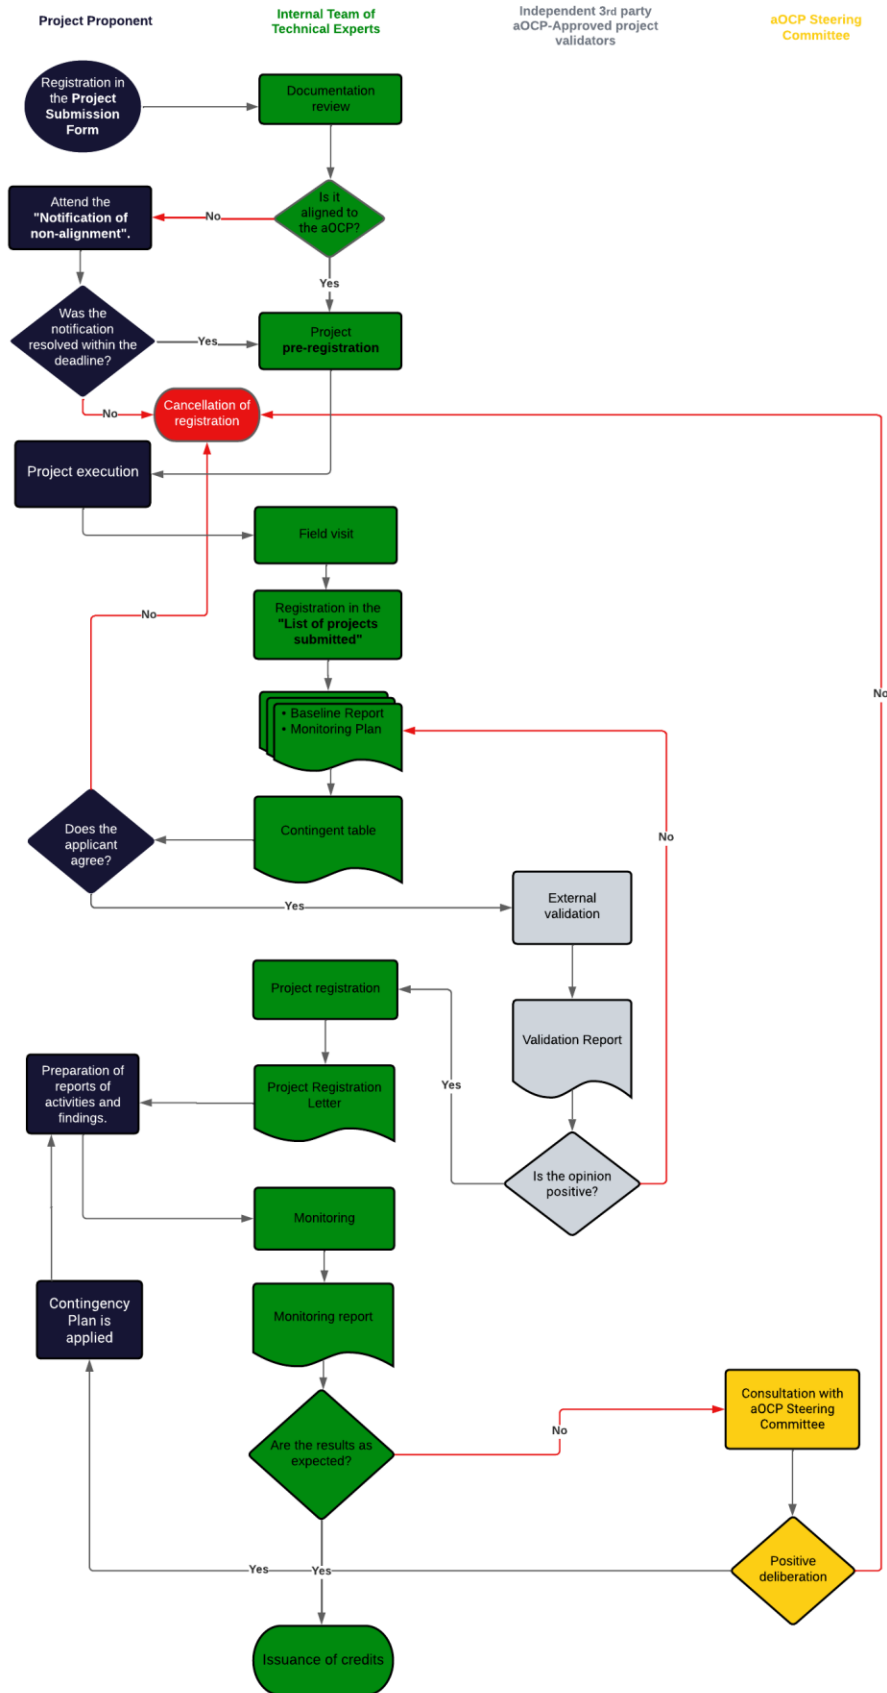 Project Proponent
Internal Team of
Technical Experts
Independent 3rd party
aOCP-Approved project
validators
aOCP Steering
Committee
Registration in
the Project
Submission
Form
Documentation
review
Attend the
"Notification of
non-alignment".
No
Is it
aligned to
the aOCP?
Yes
Was the
notification
resolved within the
deadline?
Yes
Project
pre-registration
No
Cancellation of
registration
Project execution
Field visit
Registration in the
"List of projects
submitted"
No
No
• Baseline Report
• Monitoring Plan
Contingent table
Does the
applicant
agree?
No
Yes
External
validation
Project registration
Validation Report
Preparation of
reports of
activities and
findings.
Project Registration
Letter
Yes
Is the opinion
positive?
Monitoring
Contingency
Plan is
applied
Monitoring report
Consultation with
aOCP Steering
Committee
No
Are the results as
expected?
Yes
Yes
Positive
deliberation
Issuance of credits